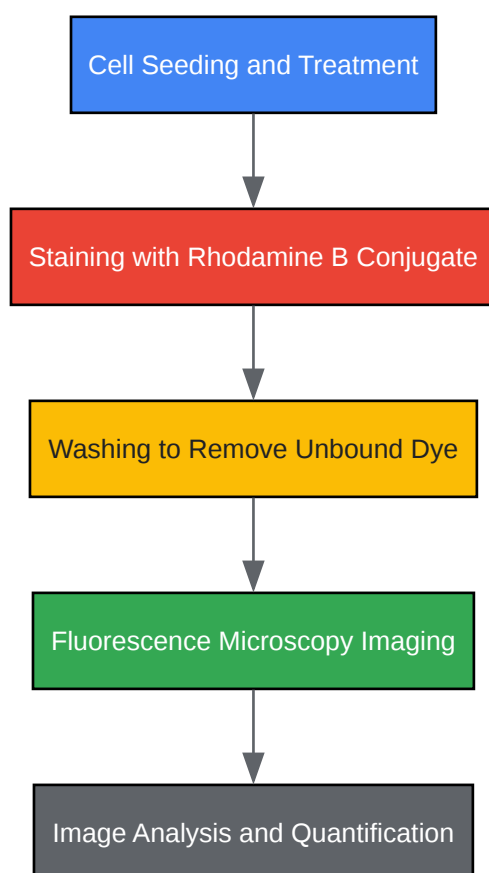 Cell Seeding and Treatment
Staining with Rhodamine B Conjugate
Washing to Remove Unbound Dye
Fluorescence Microscopy Imaging
Image Analysis and Quantification